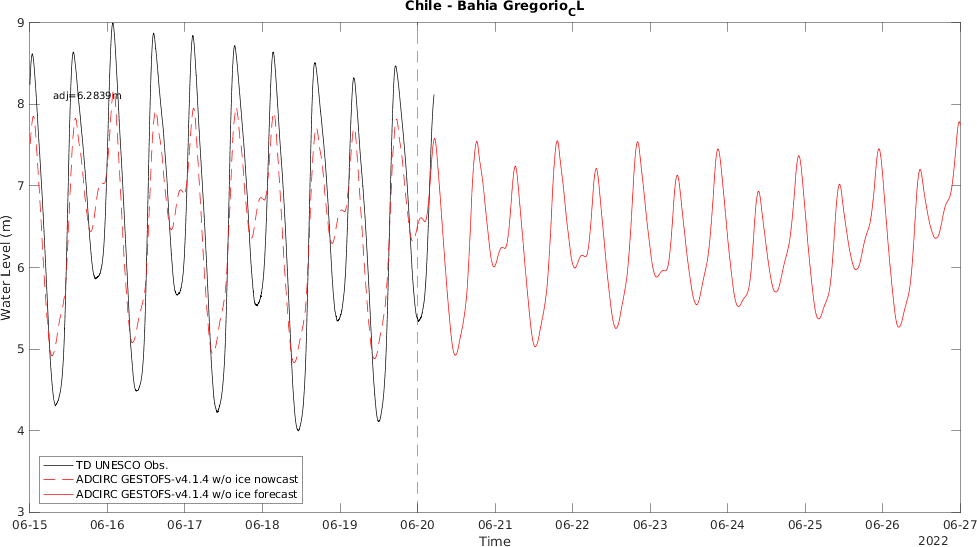 Chile - Bahia Gregorio_CL
adj=6.2839m
Water Level (m)
9
8
7
6
5
4
3
TD UNESCO Obs.
ADCIRC GESTOFS-v4.1.4 w/o ice nowcast
ADCIRC GESTOFS-v4.1.4 w/o ice forecast
06-15 06-16 06-17 06-18 06-19 06-20 06-21 06-22 06-23 06-24 06-25 06-26 06-27
Time
2022